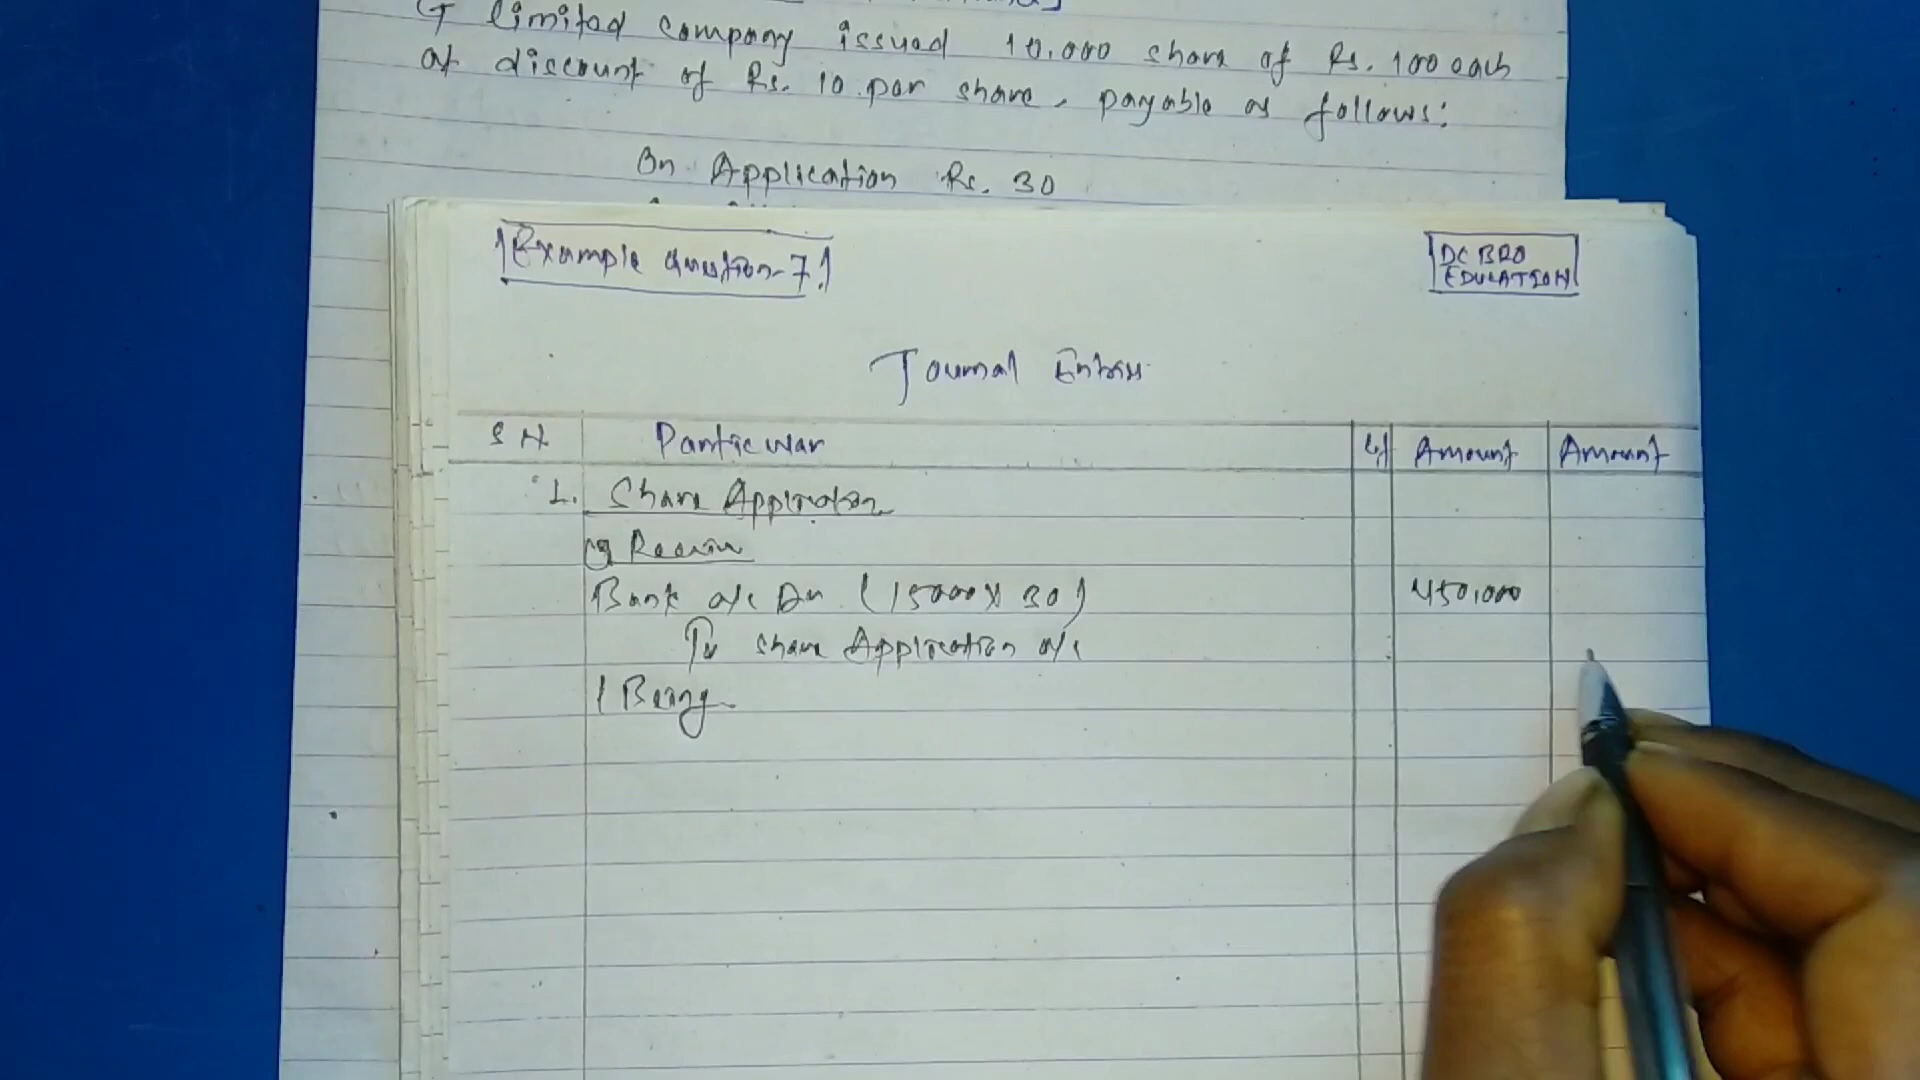 G limited company issued 10,000 share of Rs. 100 each
at discount of Rs. 10 per share, payable as follows:
On Application Rs. 30
Example Question-7
DC BRO
EDUCATION
Journal Entries
S N. Particular L/f Amount Amount
1. Share Application
Receive
Bank a/c Dr (15000 x 30) 450,000
To Share Application a/c
( Being